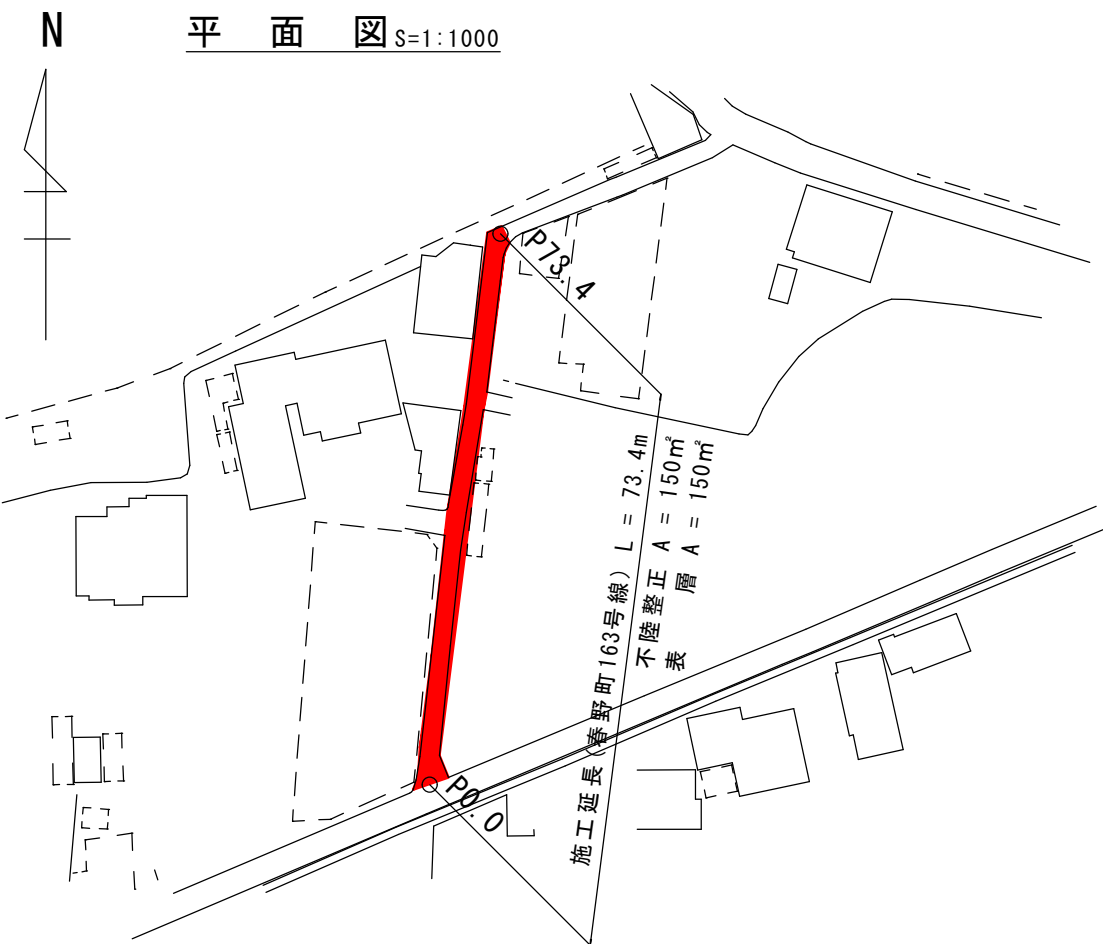 N
平 面 図 S=1:1000
P73.4
施工延長(春野町163号線) L = 73.4m
不陸整正 A = 150㎡
表 層 A = 150㎡
P0.0